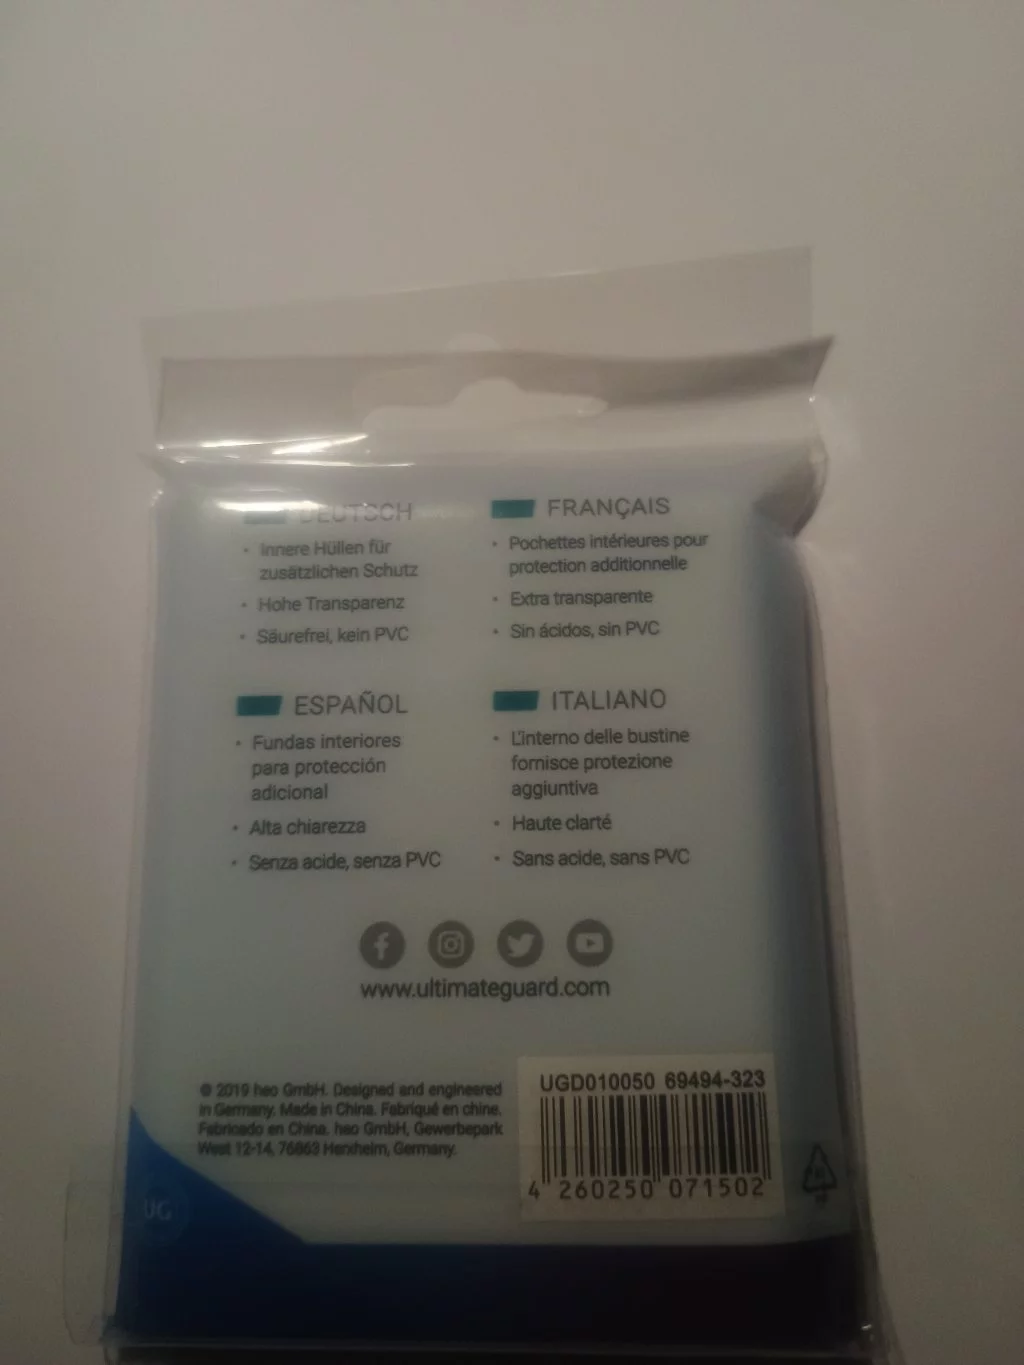 DEUTSCH
• Innere Hüllen für
zusätzlichen Schutz
• Hohe Transparenz
• Säurefrei, kein PVC
FRANÇAIS
• Pochettes intérieures pour
protection additionnelle
• Extra transparente
• Sin ácidos, sin PVC
ESPAÑOL
• Fundas interiores
para protección
adicional
• Alta chiarezza
• Senza acide, senza PVC
ITALIANO
• L'interno delle bustine
fornisce protezione
aggiuntiva
• Haute clarté
• Sans acide, sans PVC
www.ultimateguard.com
© 2019 heo GmbH. Designed and engineered
in Germany. Made in China. Fabriqué en chine.
Fabricado en China. heo GmbH, Gewerbepark
West 12-14, 76863 Herxheim, Germany.
UGD010050 69494-323
4 260250 071502
UG